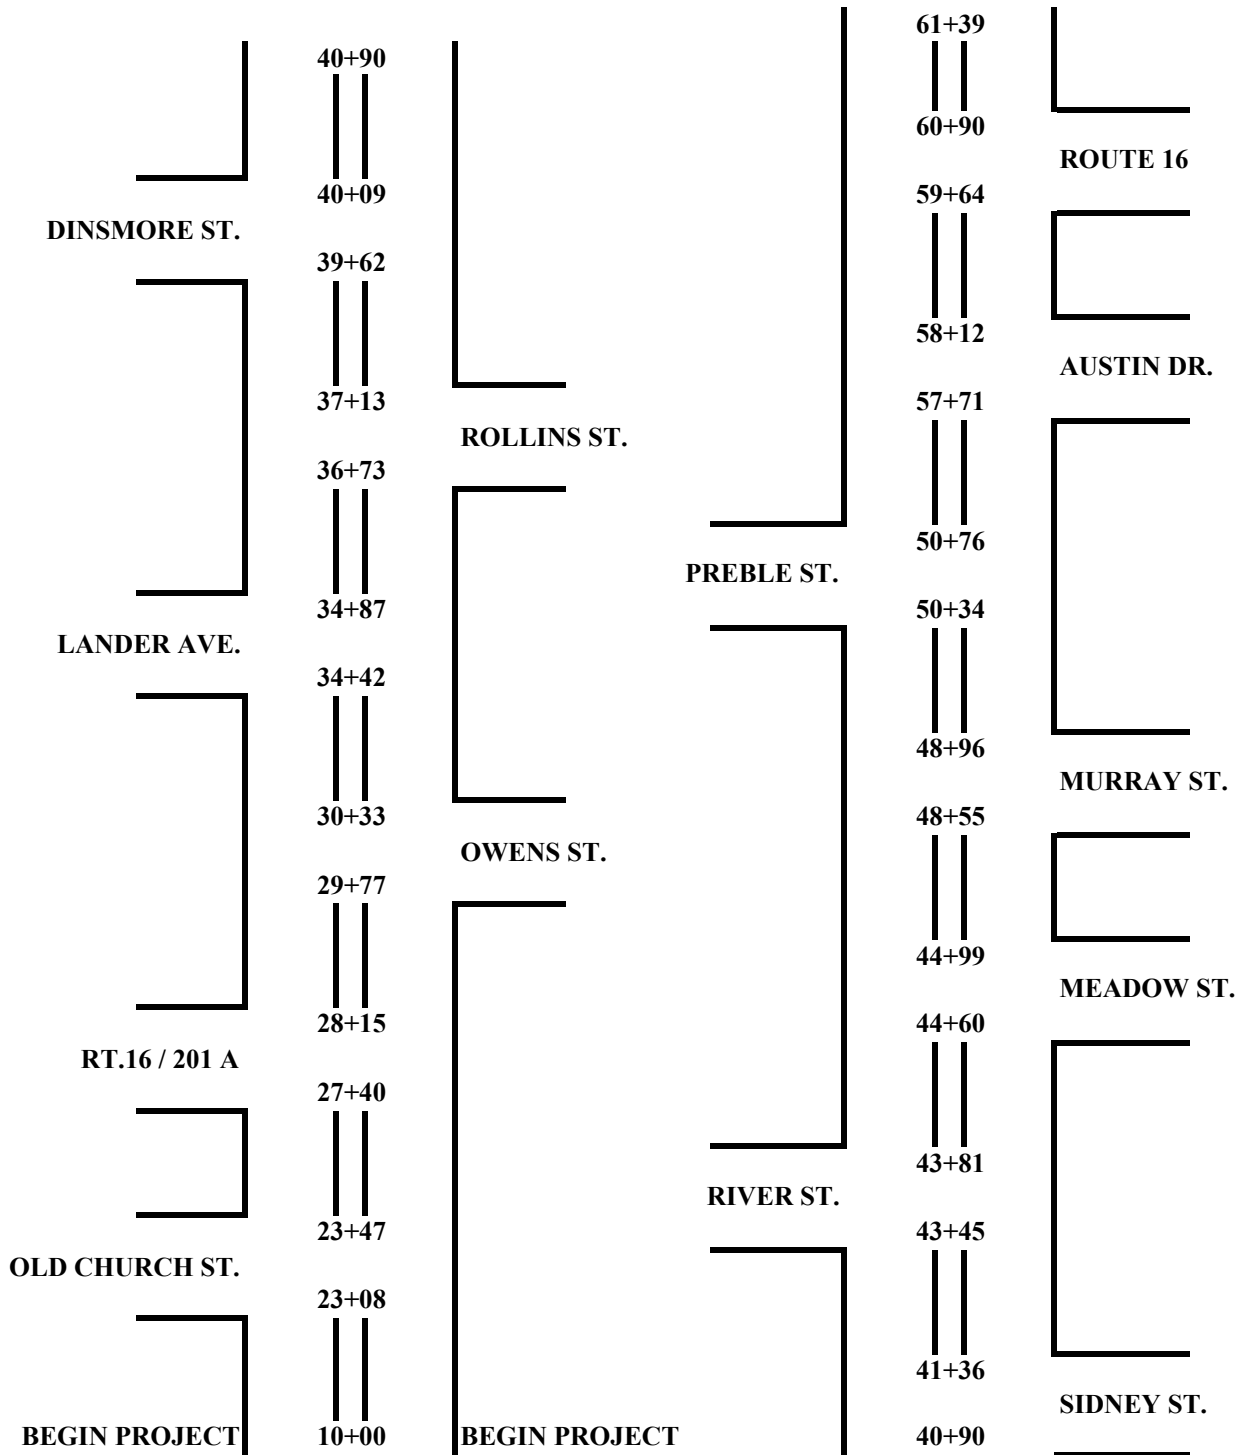 40+90
40+09
DINSMORE ST.
39+62
37+13
ROLLINS ST.
36+73
34+87
LANDER AVE.
34+42
30+33
OWENS ST.
29+77
28+15
RT.16 / 201 A
27+40
23+47
OLD CHURCH ST.
23+08
BEGIN PROJECT 10+00 BEGIN PROJECT
61+39
60+90
ROUTE 16
59+64
58+12
AUSTIN DR.
57+71
50+76
PREBLE ST.
50+34
48+96
MURRAY ST.
48+55
44+99
MEADOW ST.
44+60
43+81
RIVER ST.
43+45
41+36
SIDNEY ST.
40+90